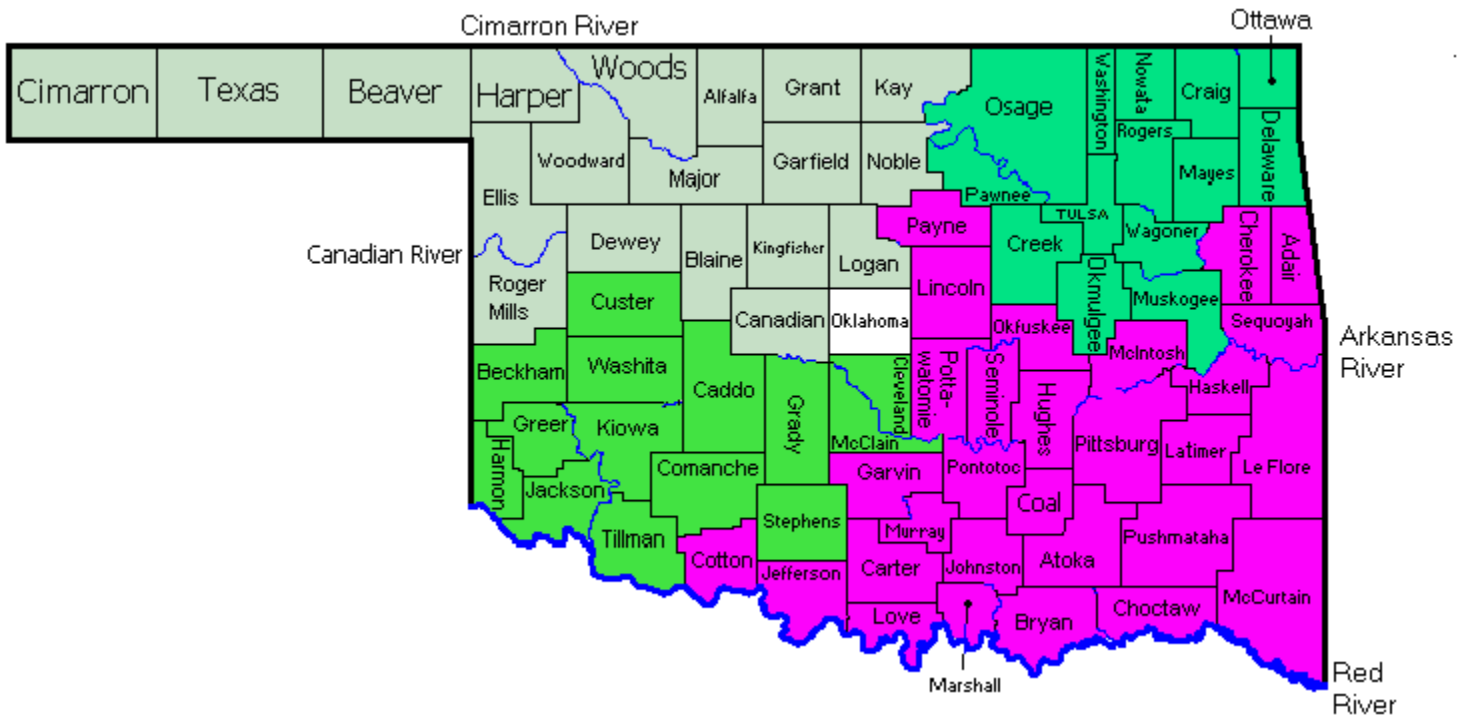 Cimarron River
Ottawa
Cimarron
Texas
Beaver
Harper
Woods
Alfalfa
Grant
Kay
Osage
Washington
Nowata
Craig
Rogers
Delaware
Ellis
Woodward
Major
Garfield
Noble
Pawnee
Mayes
TULSA
Canadian River
Dewey
Blaine
Kingfisher
Logan
Payne
Creek
Wagoner
Cherokee
Adair
Roger
Mills
Custer
Canadian
Oklahoma
Lincoln
Okfuskee
Okmulgee
Muskogee
Sequoyah
Arkansas
River
Beckham
Washita
Caddo
Grady
Cleveland
Potta-
watomie
Seminole
Hughes
McIntosh
Haskell
Greer
Kiowa
McClain
Pittsburg
Latimer
Le Flore
Harmon
Jackson
Comanche
Garvin
Pontotoc
Coal
Tillman
Stephens
Murray
Pushmataha
Cotton
Jefferson
Carter
Johnston
Atoka
McCurtain
Love
Bryan
Choctaw
Marshall
Red
River